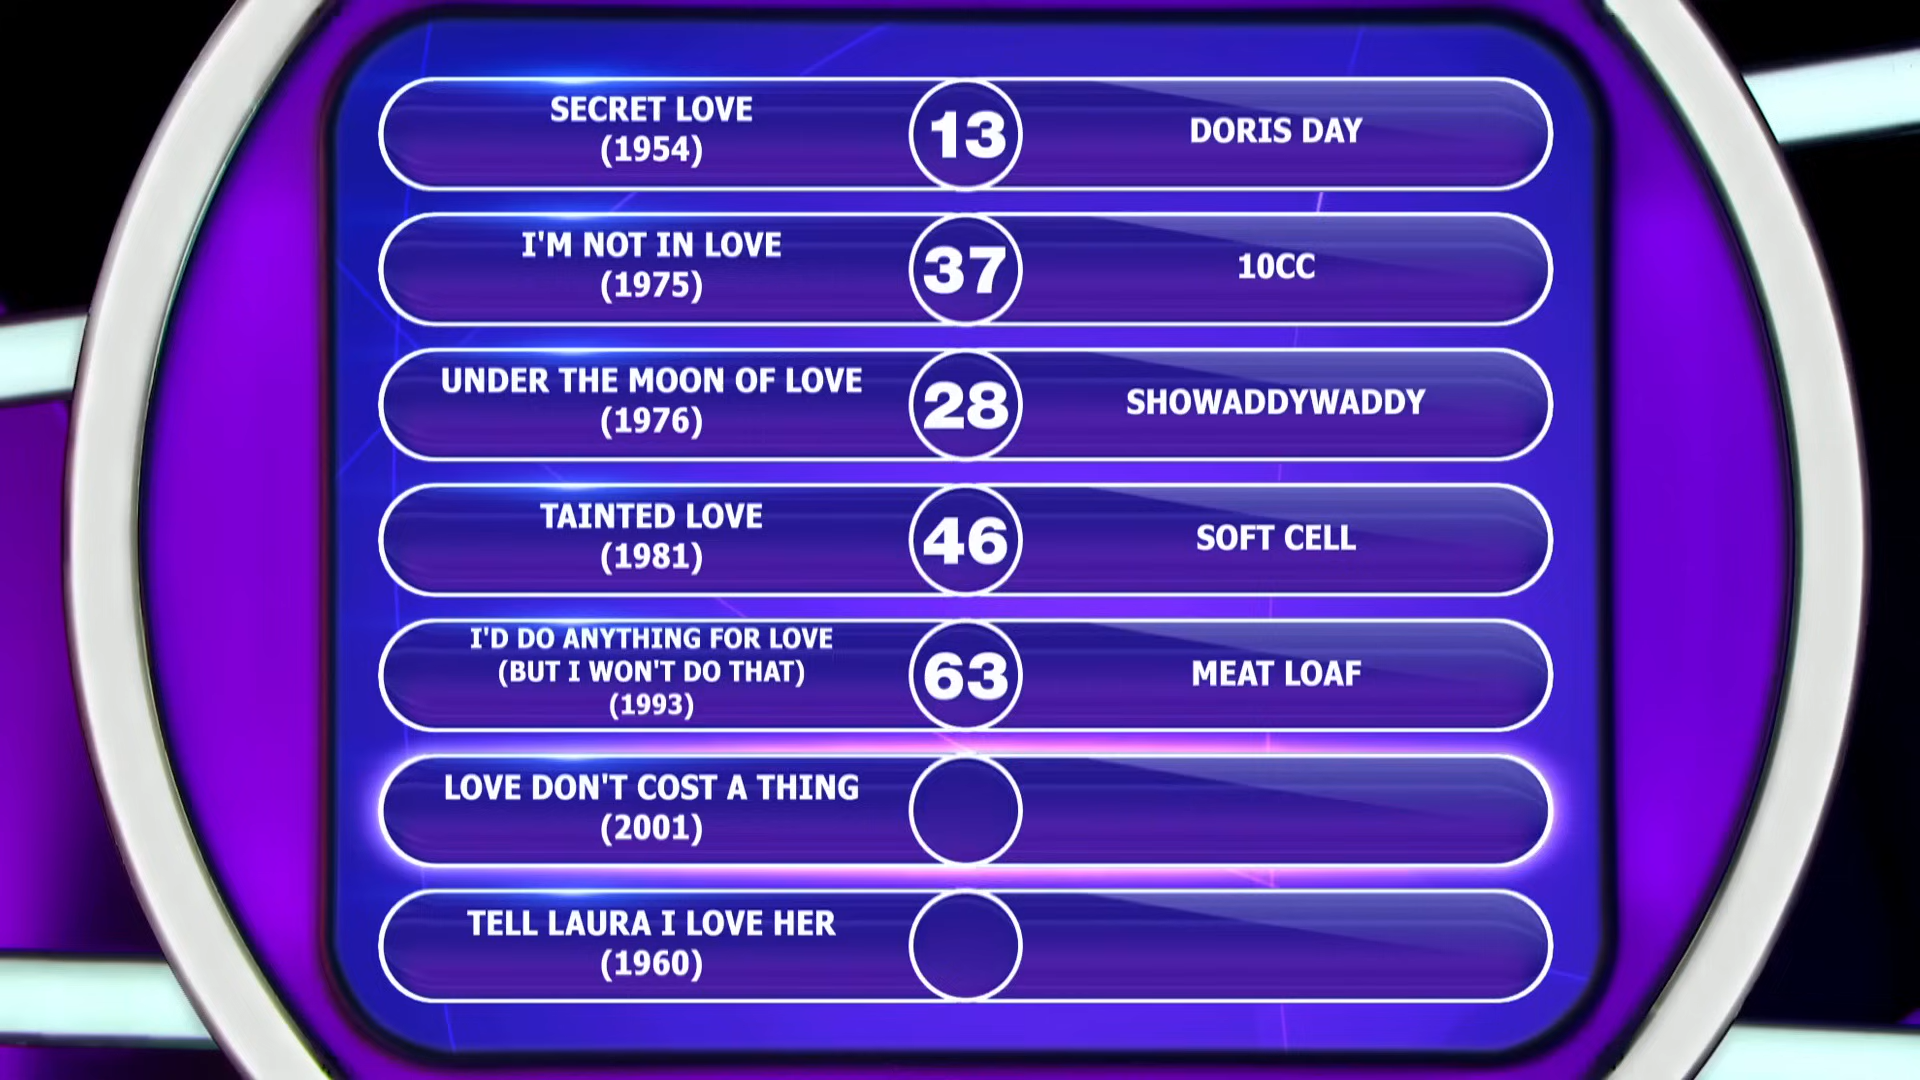 SECRET LOVE
(1954)
13
DORIS DAY
I'M NOT IN LOVE
(1975)
37
10CC
UNDER THE MOON OF LOVE
(1976)
28
SHOWADDYWADDY
TAINTED LOVE
(1981)
46
SOFT CELL
I'D DO ANYTHING FOR LOVE
(BUT I WON'T DO THAT)
(1993)
63
MEAT LOAF
LOVE DON'T COST A THING
(2001)
TELL LAURA I LOVE HER
(1960)